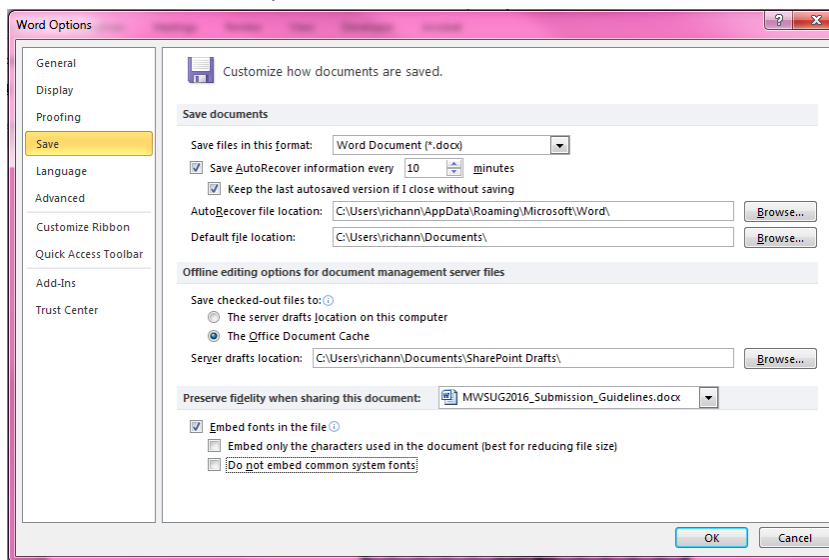 Word Options
Meetings Review View Developer Acrobat
General
Display
Proofing
Save
Language
Advanced
Customize Ribbon
Quick Access Toolbar
Add-Ins
Trust Center
Customize how documents are saved.
Save documents
Save files in this format: Word Document (*.docx)
Save AutoRecover information every 10 minutes
Keep the last autosaved version if I close without saving
AutoRecover file location: C:\Users\richann\AppData\Roaming\Microsoft\Word\ Browse...
Default file location: C:\Users\richann\Documents\ Browse...
Offline editing options for document management server files
Save checked-out files to:
The server drafts location on this computer
The Office Document Cache
Server drafts location: C:\Users\richann\Documents\SharePoint Drafts\ Browse...
Preserve fidelity when sharing this document: MWSUG2016_Submission_Guidelines.docx
Embed fonts in the file
Embed only the characters used in the document (best for reducing file size)
Do not embed common system fonts
OK Cancel